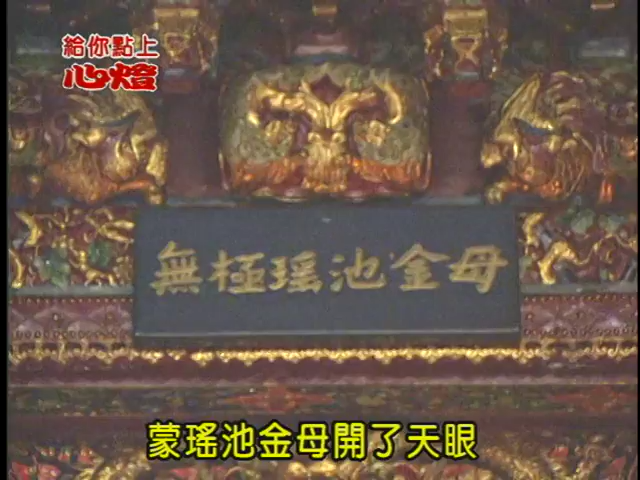 給你點上
心燈
無極瑤池金母
蒙瑤池金母開了天眼